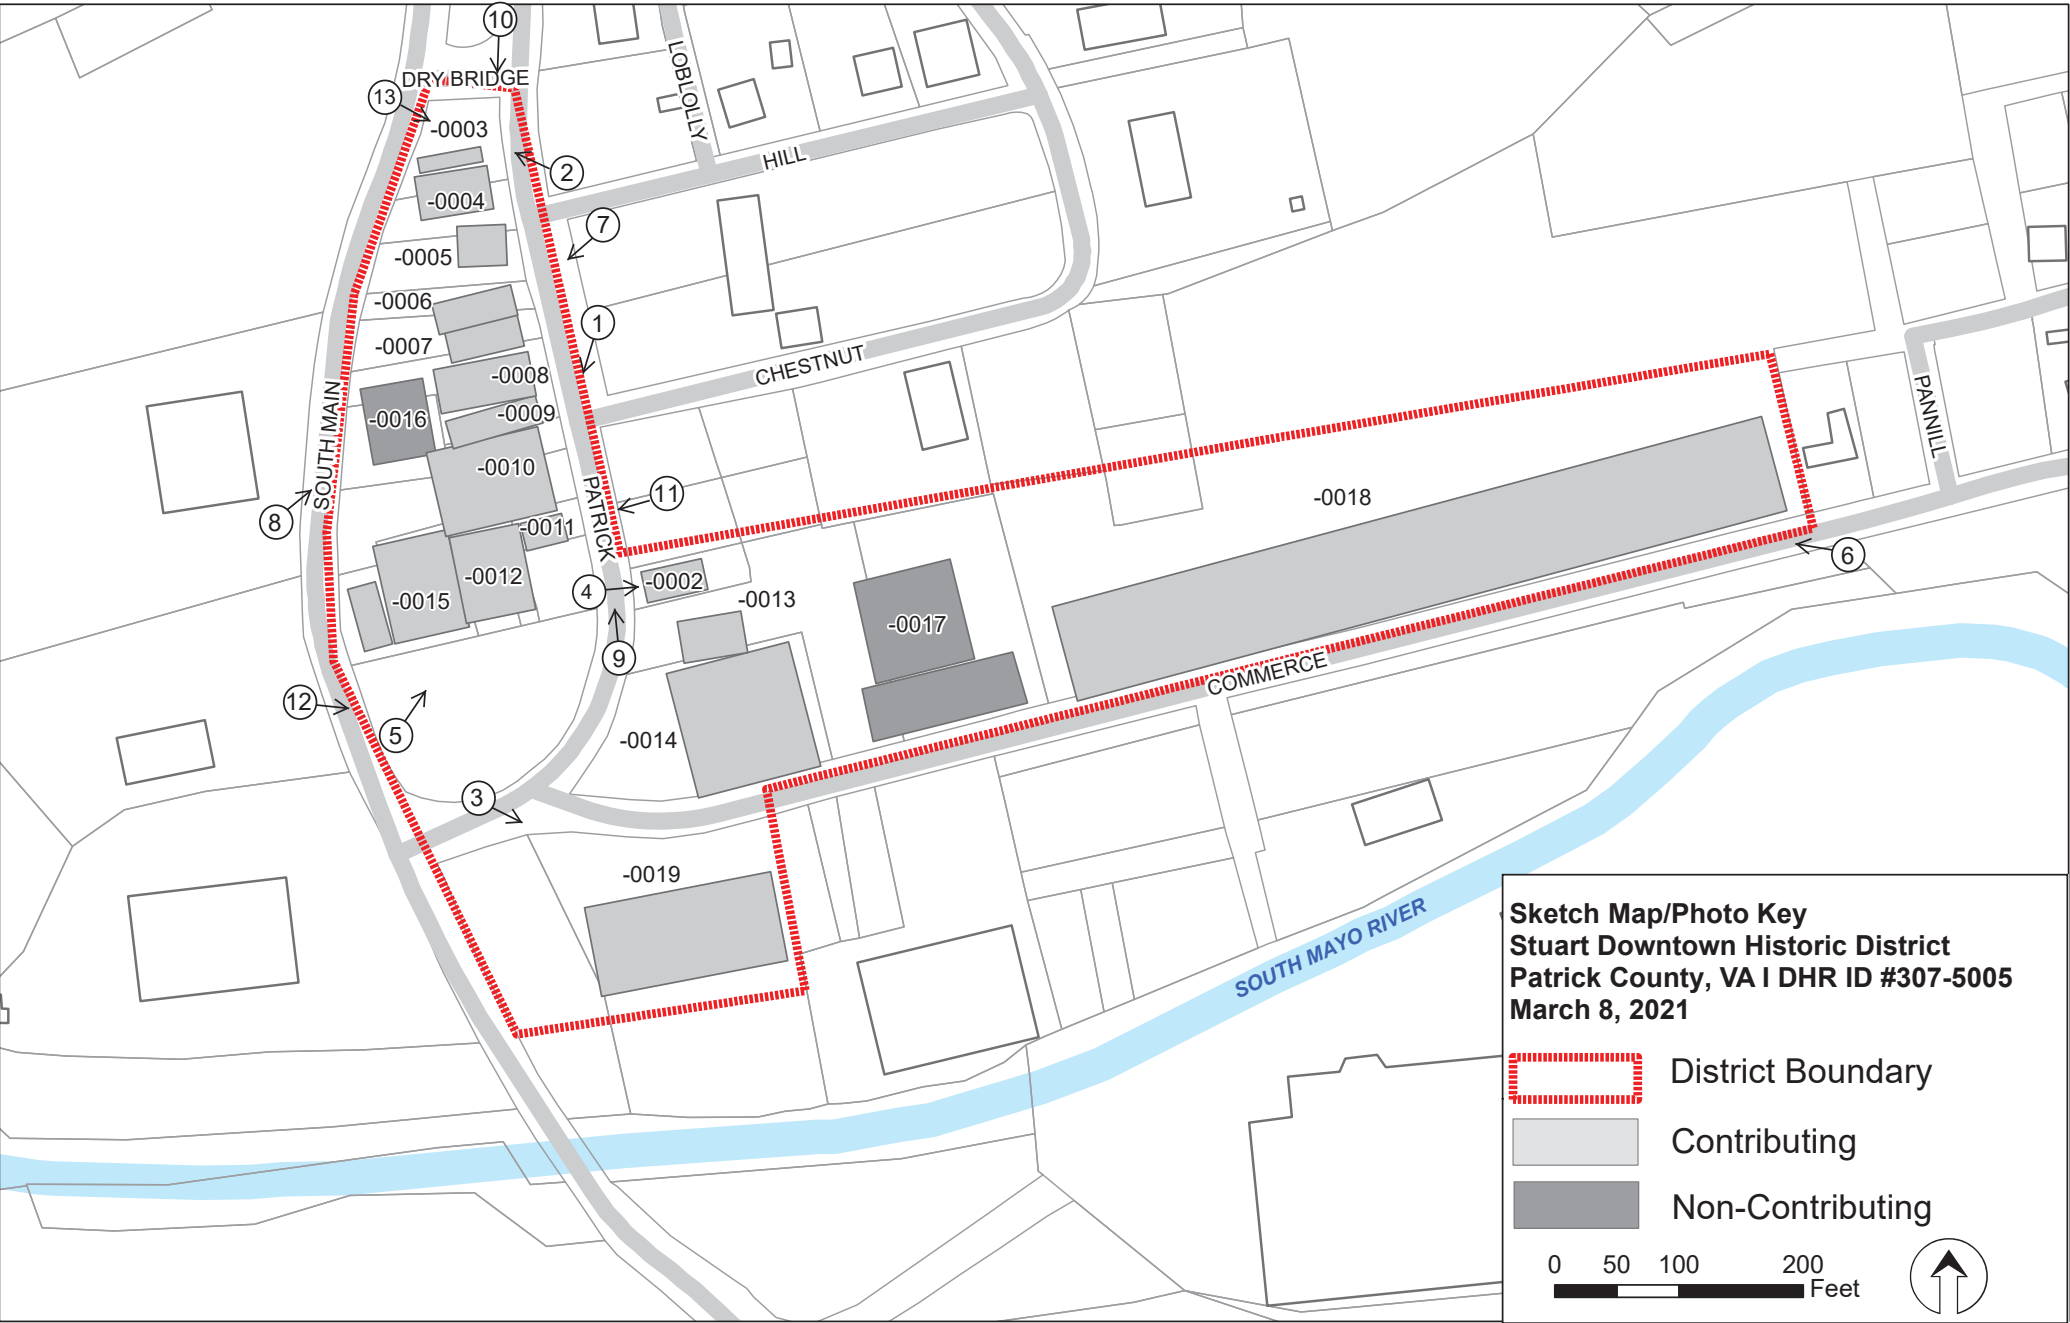 10
DRY BRIDGE
13
-0003
LOBLOLLY
2
HILL
-0004
7
-0005
-0006
1
-0007
CHESTNUT
-0008
SOUTH MAIN
-0016
-0009
PANNILL
-0010
8
PATRICK
11
-0018
-0011
6
-0012
4
-0002
-0015
-0013
-0017
9
COMMERCE
12
5
-0014
3
-0019
SOUTH MAYO RIVER
Sketch Map/Photo Key
Stuart Downtown Historic District
Patrick County, VA I DHR ID #307-5005
March 8, 2021
District Boundary
Contributing
Non-Contributing
0 50 100 200
Feet